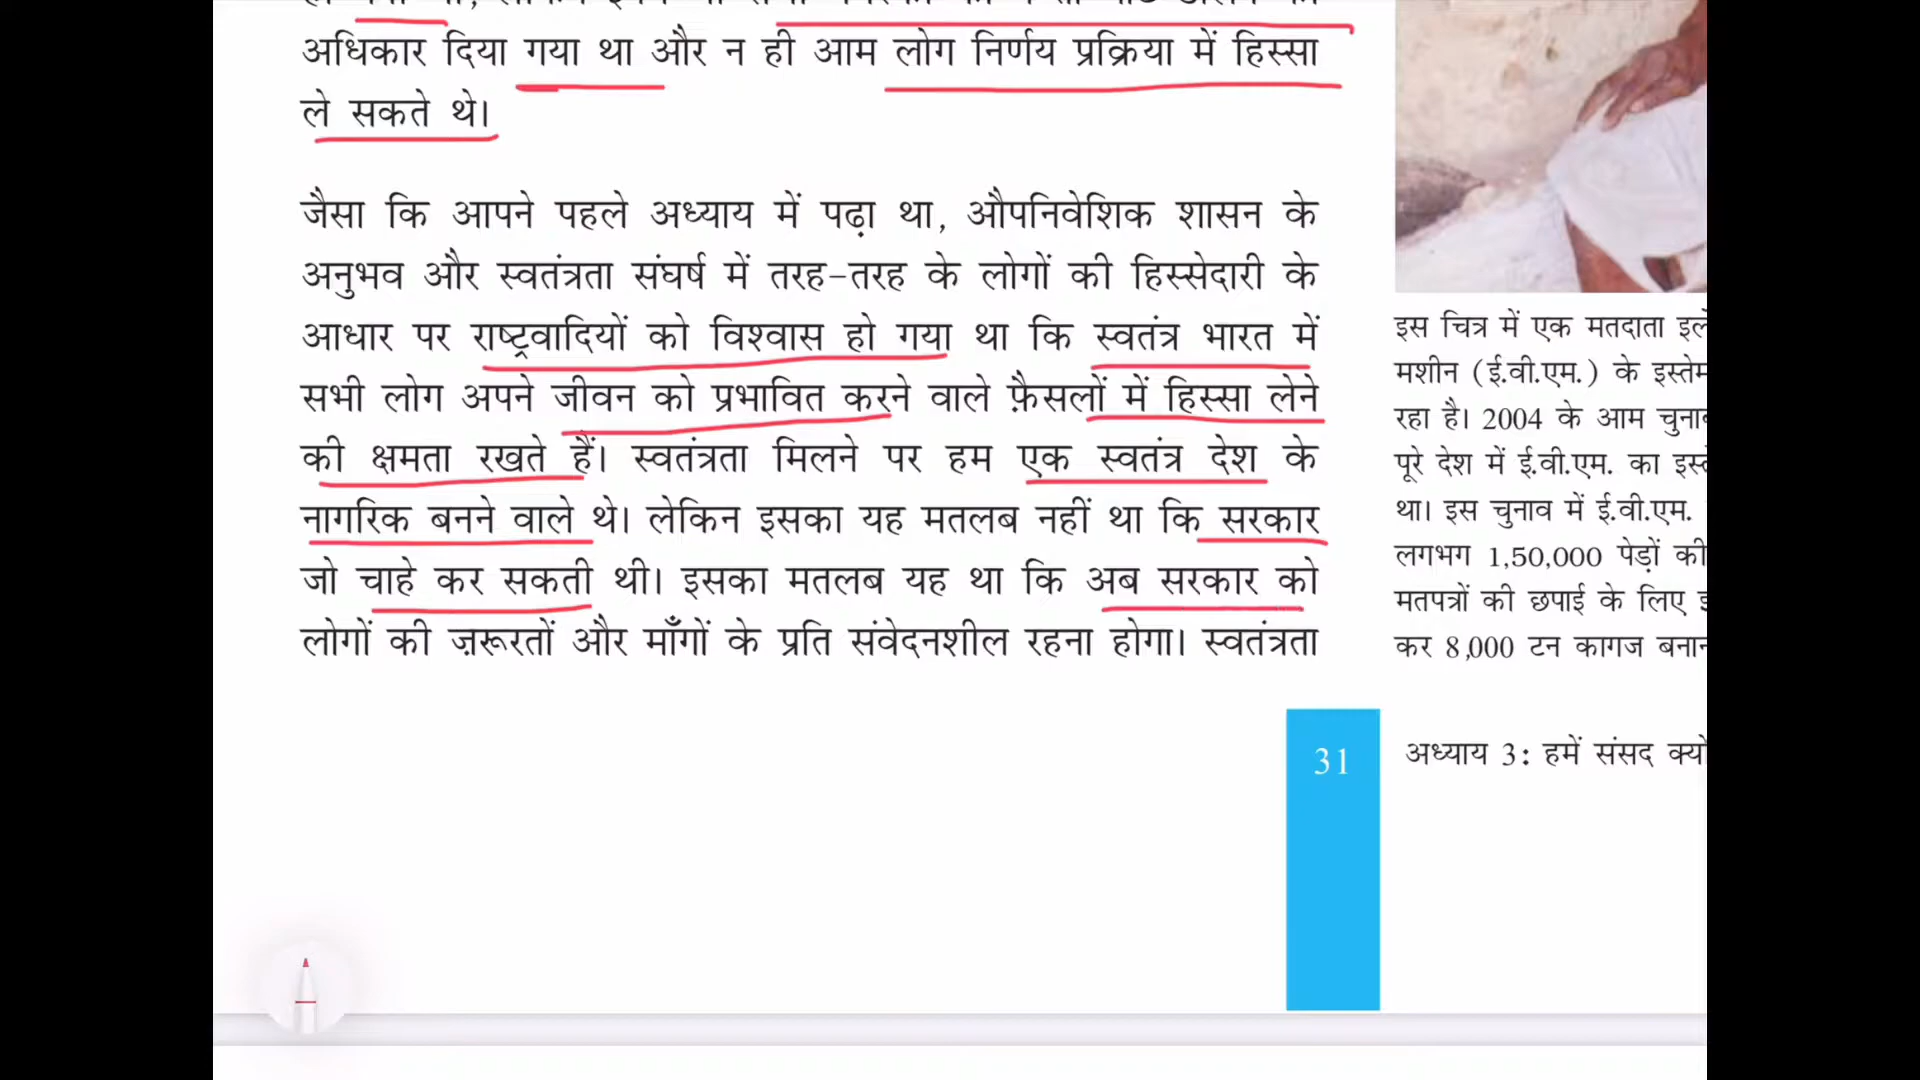 अधिकार दिया गया था और न ही आम लोग निर्णय प्रक्रिया में हिस्सा
ले सकते थे।
जैसा कि आपने पहले अध्याय में पढ़ा था, औपनिवेशिक शासन के
अनुभव और स्वतंत्रता संघर्ष में तरह-तरह के लोगों की हिस्सेदारी के
आधार पर राष्ट्रवादियों को विश्वास हो गया था कि स्वतंत्र भारत में
सभी लोग अपने जीवन को प्रभावित करने वाले फ़ैसलों में हिस्सा लेने
की क्षमता रखते हैं। स्वतंत्रता मिलने पर हम एक स्वतंत्र देश के
नागरिक बनने वाले थे। लेकिन इसका यह मतलब नहीं था कि सरकार
जो चाहे कर सकती थी। इसका मतलब यह था कि अब सरकार को
लोगों की ज़रूरतों और माँगों के प्रति संवेदनशील रहना होगा। स्वतंत्रता
इस चित्र में एक मतदाता
मशीन (ई.वी.एम.) के
रहा है। 2004 के आम
पूरे देश में ई.वी.एम. का
था। इस चुनाव में ई.वी.एम.
लगभग 1,50,000 पेड़ों की
मतपत्रों की छपाई के लिए
कर 8,000 टन कागज
31
अध्याय 3: हमें संसद